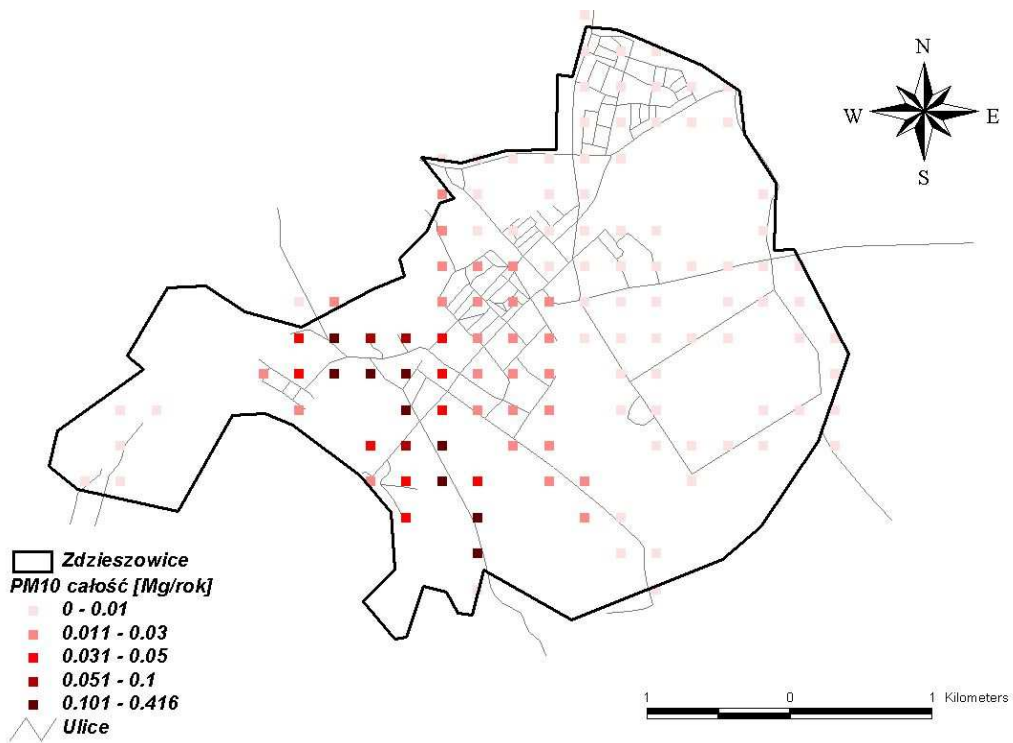 N
W E
S
Zdzieszowice
PM10 całość [Mg/rok]
0 - 0.01
0.011 - 0.03
0.031 - 0.05
0.051 - 0.1
0.101 - 0.416
Ulice
1 0 1 Kilometers